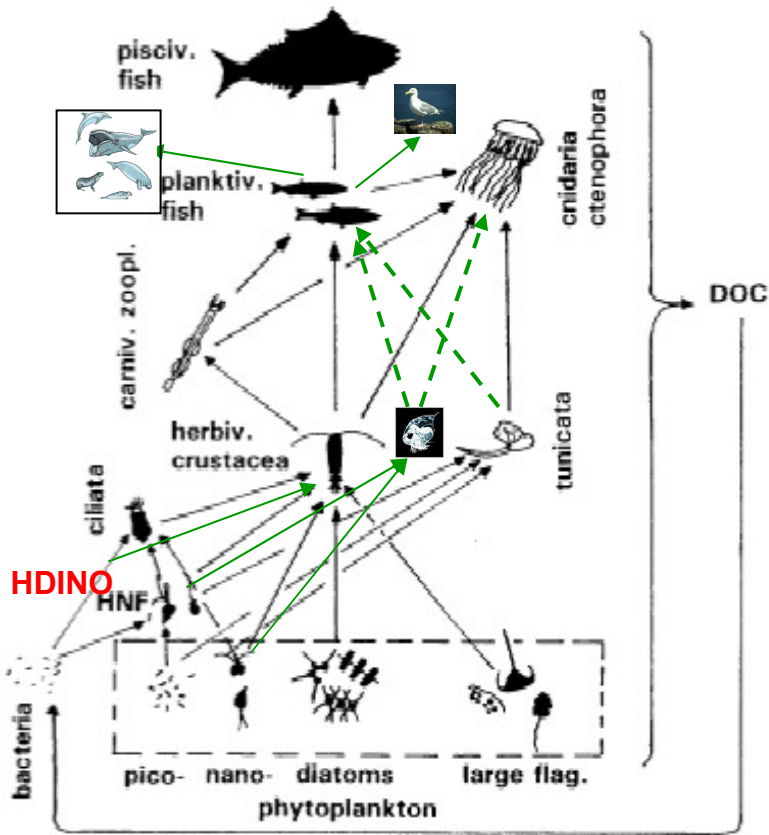 pisciv.
fish
planktiv.
fish
cnidaria
ctenophora
carniv. zoopl.
DOC
herbiv.
crustacea
tunicata
ciliata
HDINO
HNF
bacteria
pico- nano- diatoms large flag.
phytoplankton